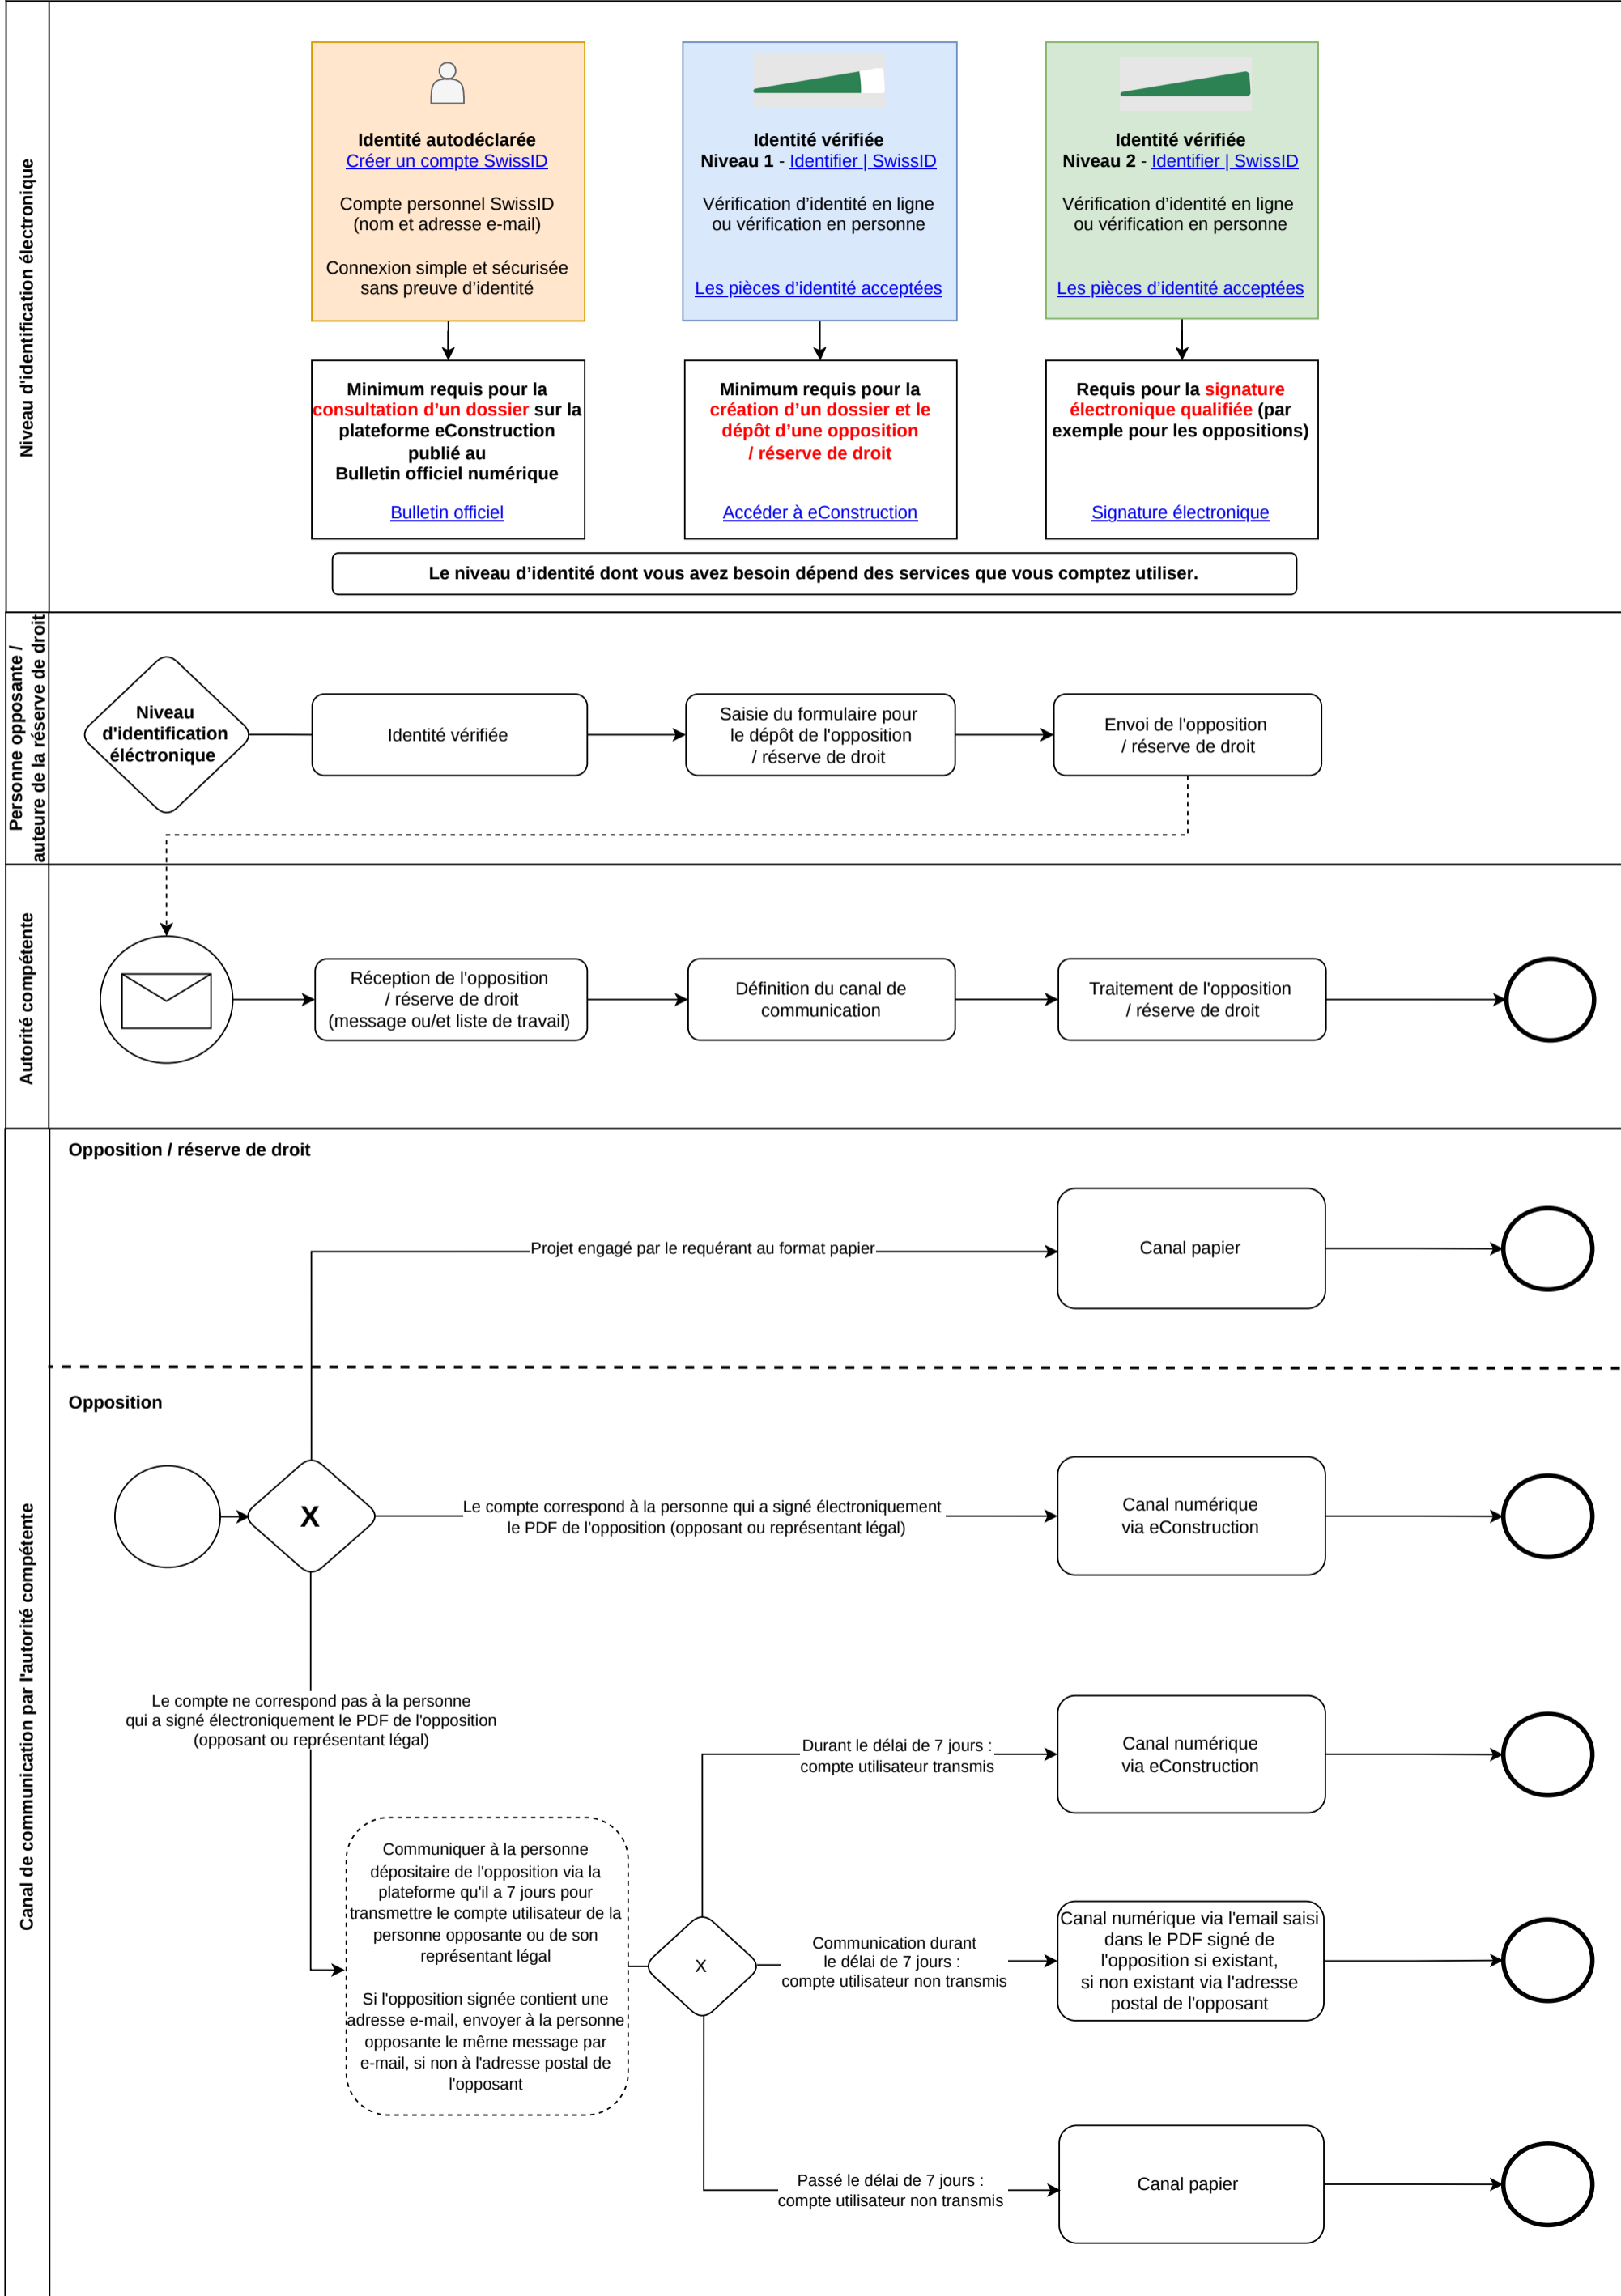 Niveau d'identification électronique
Identité autodéclarée
Créer un compte SwissID
Compte personnel SwissID
(nom et adresse e-mail)
Connexion simple et sécurisée
sans preuve d’identité
Identité vérifiée
Niveau 1 - Identifier | SwissID
Vérification d’identité en ligne
ou vérification en personne
Les pièces d’identité acceptées
Identité vérifiée
Niveau 2 - Identifier | SwissID
Vérification d’identité en ligne
ou vérification en personne
Les pièces d’identité acceptées
Minimum requis pour la
consultation d’un dossier sur la
plateforme eConstruction
publié au
Bulletin officiel numérique
Bulletin officiel
Minimum requis pour la
création d’un dossier et le
dépôt d’une opposition
/ réserve de droit
Accéder à eConstruction
Requis pour la signature
électronique qualifiée (par
exemple pour les oppositions)
Signature électronique
Le niveau d’identité dont vous avez besoin dépend des services que vous comptez utiliser.
Personne opposante /
auteure de la réserve de droit
Niveau
d'identification
éléctronique
Identité vérifiée
Saisie du formulaire pour
le dépôt de l'opposition
/ réserve de droit
Envoi de l'opposition
/ réserve de droit
Autorité compétente
Réception de l'opposition
/ réserve de droit
(message ou/et liste de travail)
Définition du canal de
communication
Traitement de l'opposition
/ réserve de droit
Canal de communication par l'autorité compétente
Opposition / réserve de droit
Projet engagé par le requérant au format papier
Canal papier
Opposition
X
Le compte correspond à la personne qui a signé électroniquement
le PDF de l'opposition (opposant ou représentant légal)
Canal numérique
via eConstruction
Le compte ne correspond pas à la personne
qui a signé électroniquement le PDF de l'opposition
(opposant ou représentant légal)
Communiquer à la personne
dépositaire de l'opposition via la
plateforme qu'il a 7 jours pour
transmettre le compte utilisateur de la
personne opposante ou de son
représentant légal
Si l'opposition signée contient une
adresse e-mail, envoyer à la personne
opposante le même message par
e-mail, si non à l'adresse postal de
l'opposant
X
Durant le délai de 7 jours :
compte utilisateur transmis
Canal numérique
via eConstruction
Communication durant
le délai de 7 jours :
compte utilisateur non transmis
Canal numérique via l'email saisi
dans le PDF signé de
l'opposition si existant,
si non existant via l'adresse
postal de l'opposant
Passé le délai de 7 jours :
compte utilisateur non transmis
Canal papier